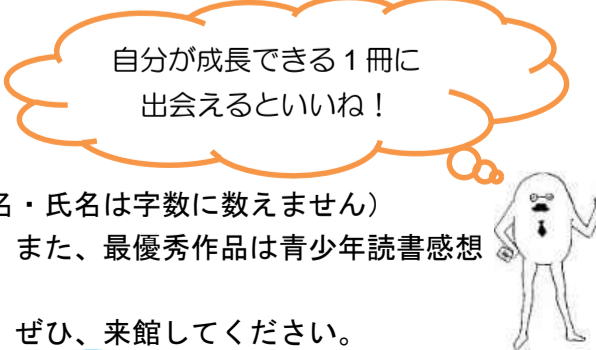 自分が成長できる１冊に
出会えるといいね！
名・氏名は字数に数えません）
また、最優秀作品は青少年読書感想
ぜひ、来館してください。